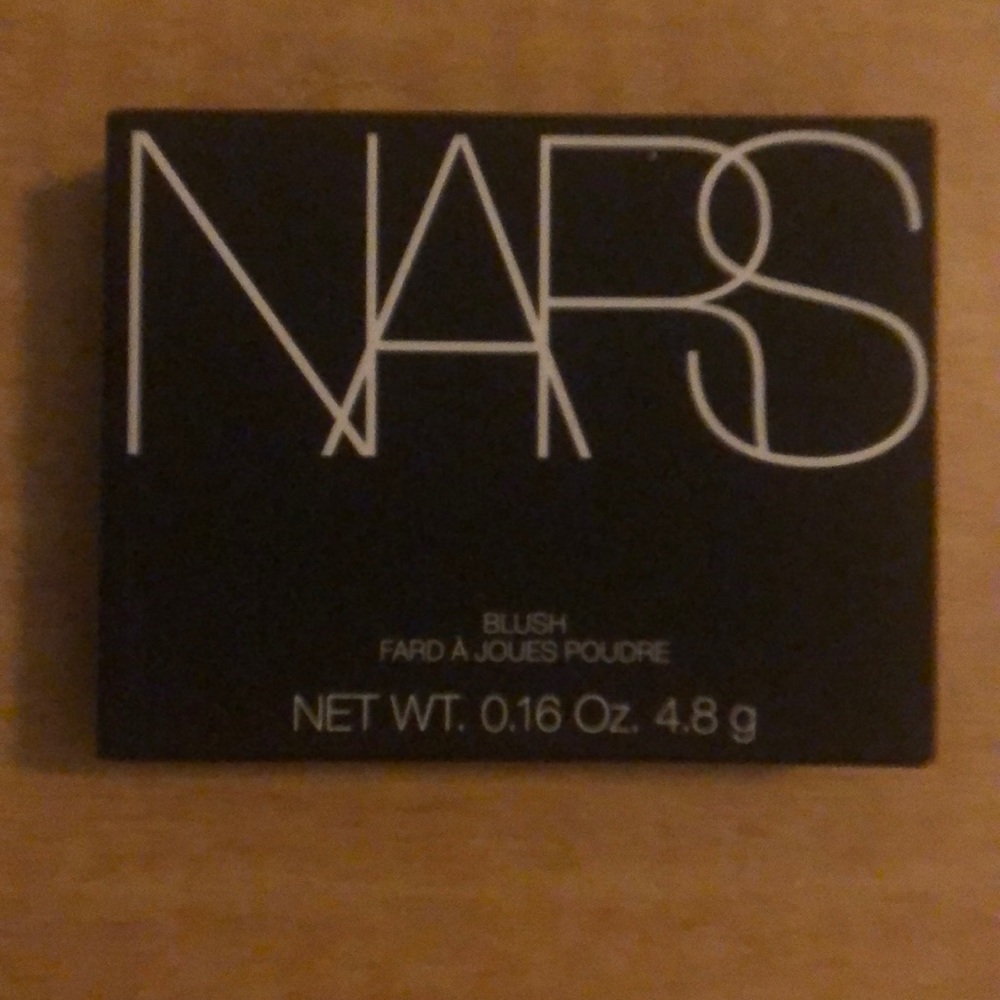 NARS
BLUSH
FARD À JOUES POUDRE
NET WT. 0.16 Oz. 4.8 g